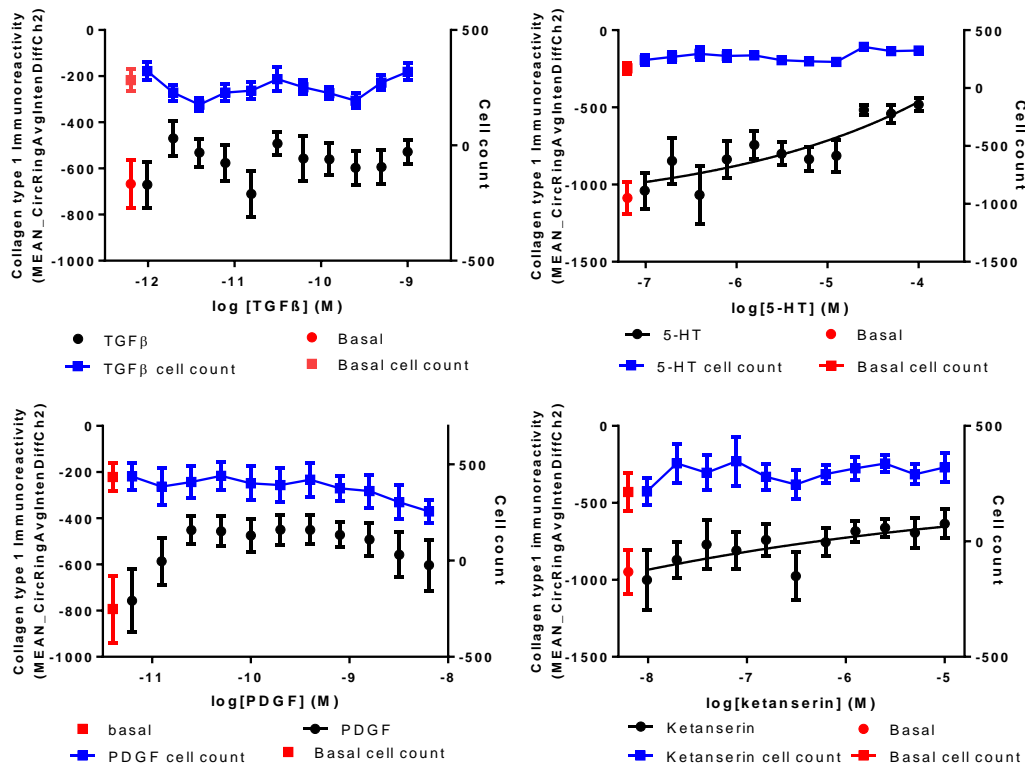 Collagen type 1 Immunoreactivity
(MEAN_CircRingAvgIntenDiffCh2)
0
-200
-400
-600
-800
-1000
500
0
-500
Cell count
-12
-11
-10
-9
log [TGFß] (M)
TGFβ
Basal
TGFβ cell count
Basal cell count
Collagen type 1 Immunoreactivity
(MEAN_CircRingAvgIntenDiffCh2)
0
-500
-1000
-1500
500
0
-500
-1000
-1500
Cell count
-7
-6
-5
-4
log[5-HT] (M)
5-HT
Basal
5-HT cell count
Basal cell count
Collagen type 1 Immunoreactivity
(MEAN_CircRingAvgIntenDiffCh2)
0
-200
-400
-600
-800
-1000
500
0
-500
Cell count
-11
-10
-9
-8
log[PDGF] (M)
basal
PDGF
PDGF cell count
Basal cell count
Collagen type1 immunoreactivity
(MEAN_CircRingAvgIntenDiffCh2)
0
-500
-1000
-1500
500
0
-500
Cell count
-8
-7
-6
-5
log[ketanserin] (M)
Ketanserin
Basal
Ketanserin cell count
Basal cell count